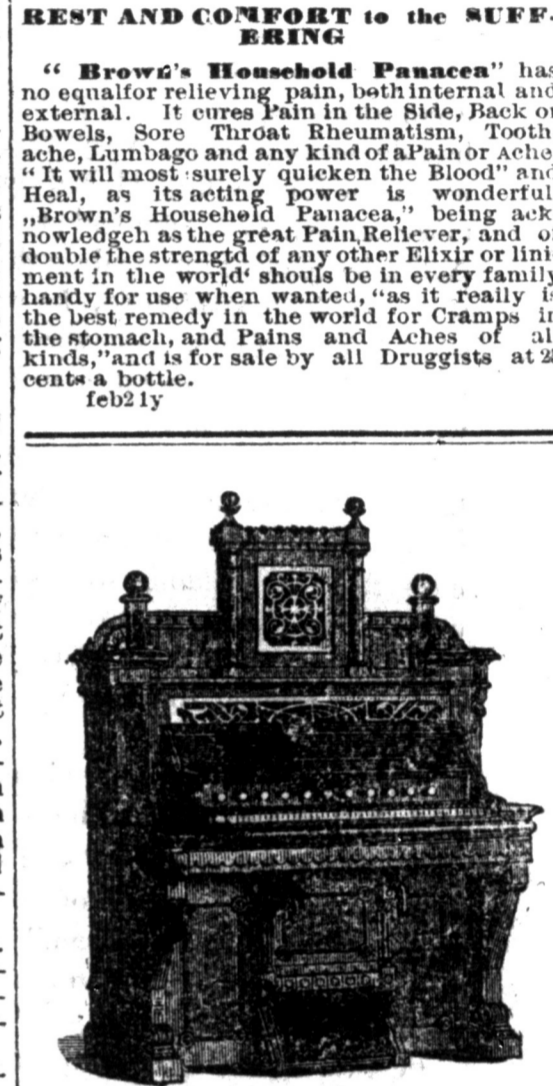 REST AND COMFORT to the SUFF-
ERING
“ Brown's Household Panacea” has
no equalfor relieving pain, both internal and
external. It cures Pain in the Side, Back or
Bowels, Sore Throat Rheumatism, Tooth-
ache, Lumbago and any kind of aPain or Ache,
“ It will most surely quicken the Blood” and
Heal, as its acting power is wonderful.
„Brown's Household Panacea,” being ack-
nowledgeh as the great Pain,Reliever, and of
double the strengtd of any other Elixir or lini-
ment in the world‘ shouls be in every family
handy for use when wanted, “as it really is
the best remedy in the world for Cramps in
the stomach, and Pains and Aches of all
kinds,”and is for sale by all Druggists at 25
cents a bottle.
feb2 1y